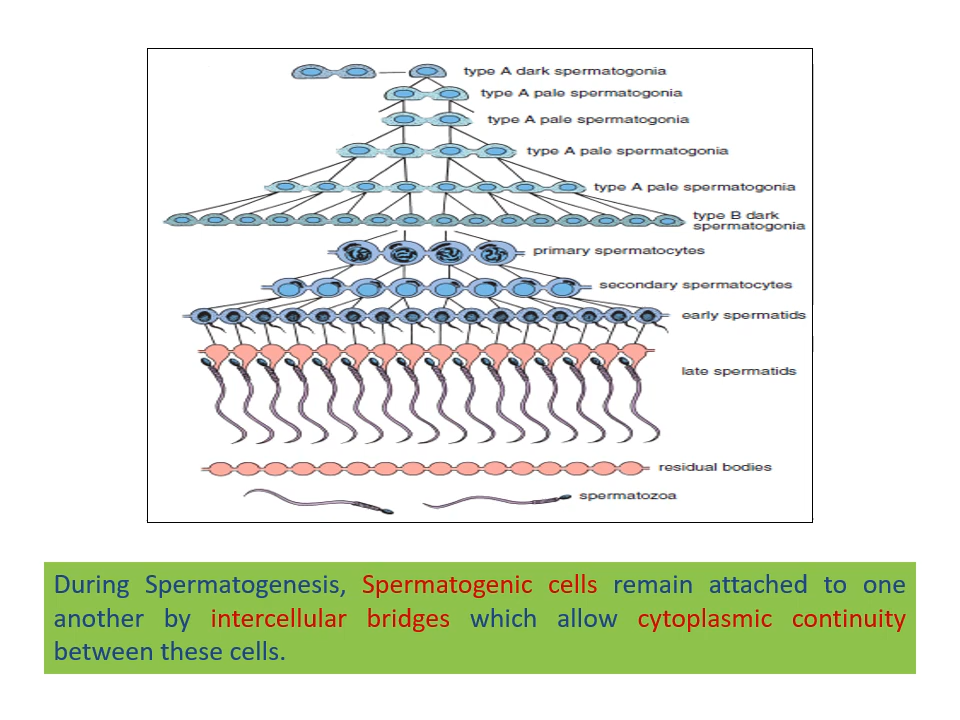 type A dark spermatogonia
type A pale spermatogonia
type A pale spermatogonia
type A pale spermatogonia
type A pale spermatogonia
type B dark
spermatogonia
primary spermatocytes
secondary spermatocytes
early spermatids
late spermatids
residual bodies
spermatozoa
During Spermatogenesis, Spermatogenic cells remain attached to one
another by intercellular bridges which allow cytoplasmic continuity
between these cells.